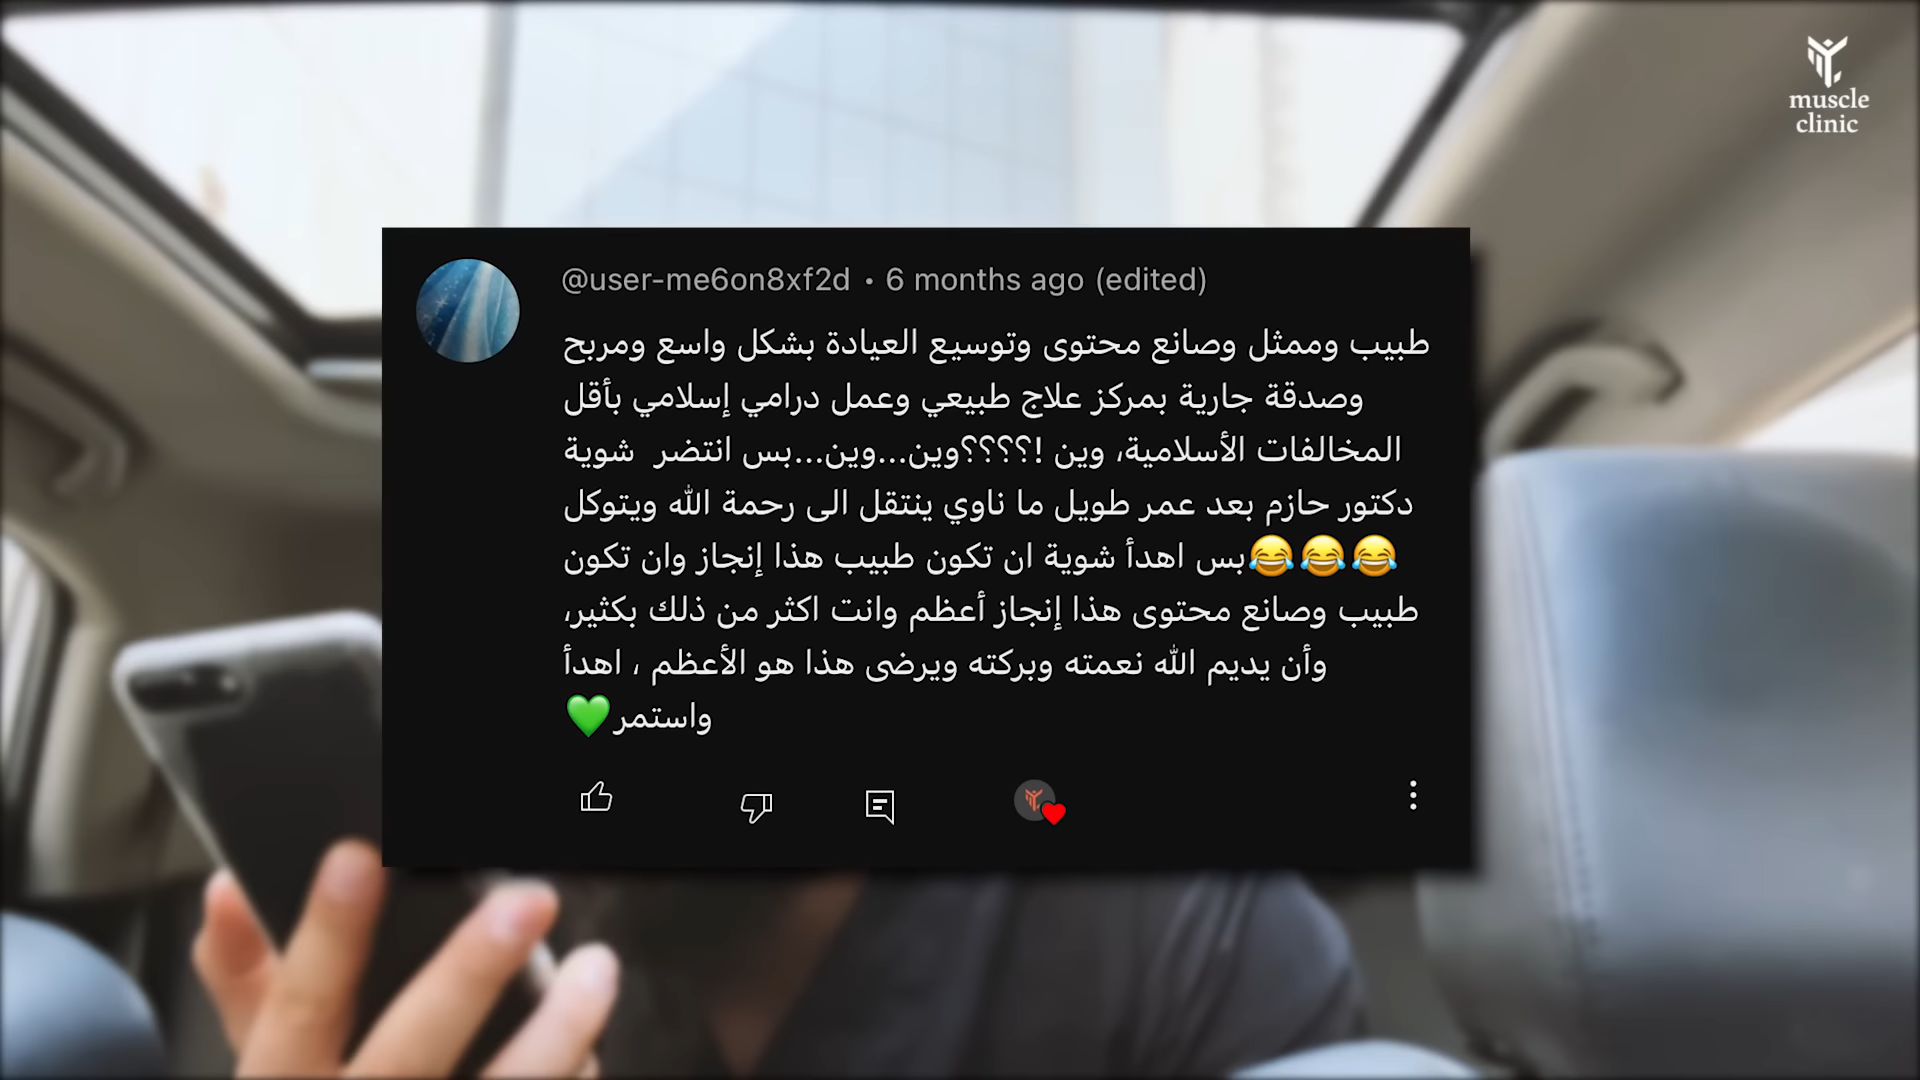 muscle
clinic
@user-me6on8xf2d • 6 months ago (edited)
طبيب وممثل وصانع محتوى وتوسيع العيادة بشكل واسع ومربح
وصدقة جارية بمركز علاج طبيعي وعمل درامي إسلامي بأقل
المخالفات الأسلامية، وين !؟؟؟؟وين...وين...بس انتضر شوية
دكتور حازم بعد عمر طويل ما ناوي ينتقل الى رحمة الله ويتوكل
😂😂😂بس اهدأ شوية ان تكون طبيب هذا إنجاز وان تكون
طبيب وصانع محتوى هذا إنجاز أعظم وانت اكثر من ذلك بكثير،
وأن يديم الله نعمته وبركته ويرضى هذا هو الأعظم ، اهدأ
واستمر💚